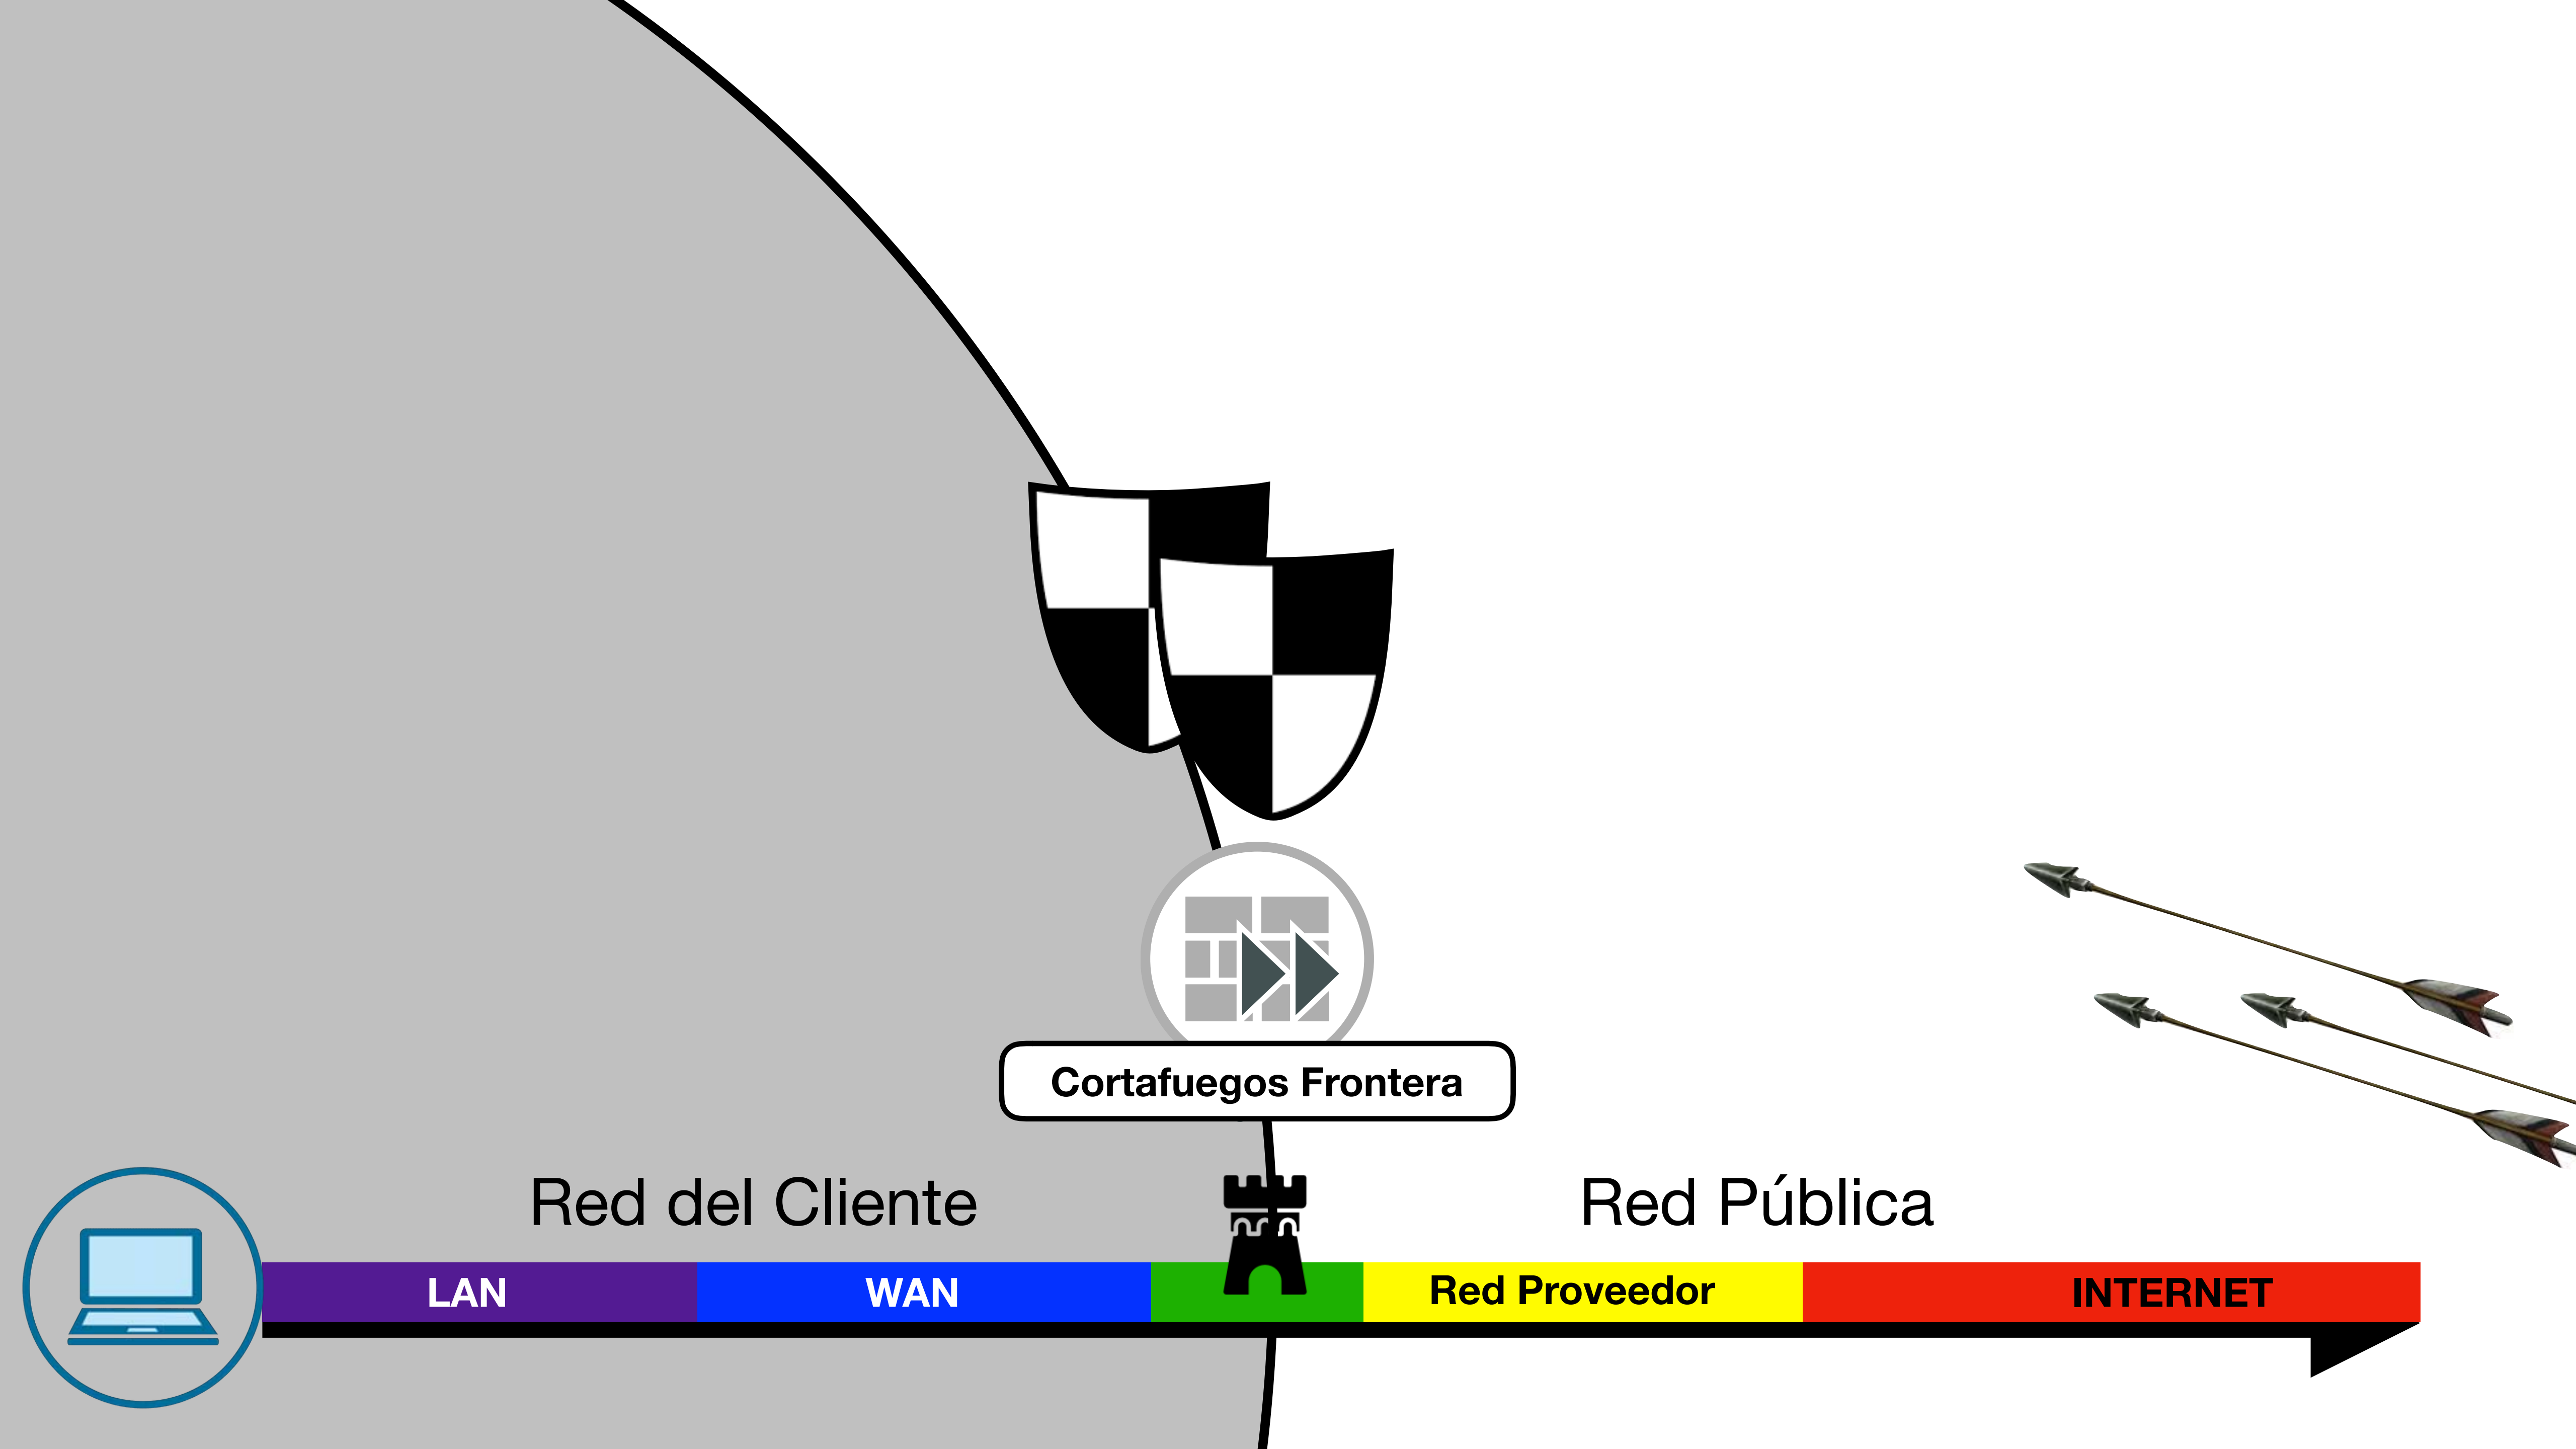 Cortafuegos Frontera
Red del Cliente
Red Pública
LAN
WAN
Red Proveedor
INTERNET